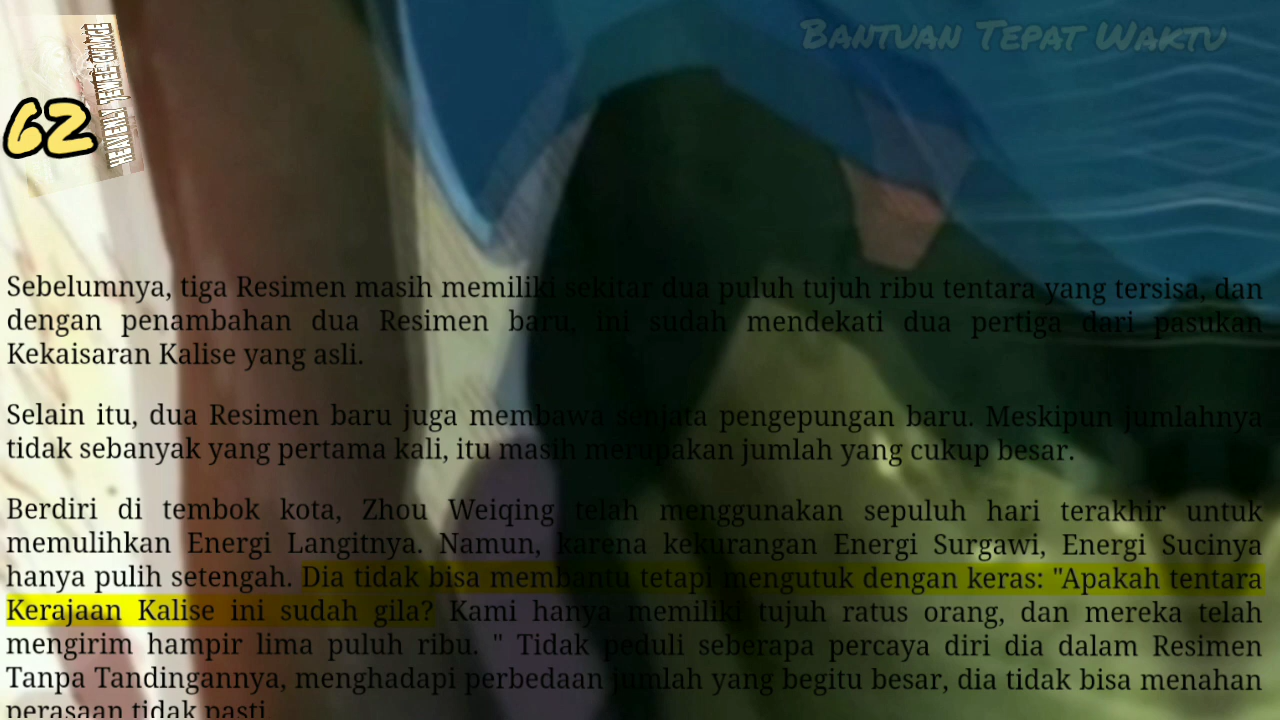 Bantuan Tepat Waktu
62
HEAVENLY JEWEL CHANGE
Sebelumnya, tiga Resimen masih memiliki sekitar dua puluh tujuh ribu tentara yang tersisa, dan
dengan penambahan dua Resimen baru, ini sudah mendekati dua pertiga dari pasukan
Kekaisaran Kalise yang asli.
Selain itu, dua Resimen baru juga membawa senjata pengepungan baru. Meskipun jumlahnya
tidak sebanyak yang pertama kali, itu masih merupakan jumlah yang cukup besar.
Berdiri di tembok kota, Zhou Weiqing telah menggunakan sepuluh hari terakhir untuk
memulihkan Energi Langitnya. Namun, karena kekurangan Energi Surgawi, Energi Sucinya
hanya pulih setengah. Dia tidak bisa membantu tetapi mengutuk dengan keras: "Apakah tentara
Kerajaan Kalise ini sudah gila? Kami hanya memiliki tujuh ratus orang, dan mereka telah
mengirim hampir lima puluh ribu. " Tidak peduli seberapa percaya diri dia dalam Resimen
Tanpa Tandingannya, menghadapi perbedaan jumlah yang begitu besar, dia tidak bisa menahan
perasaan tidak pasti